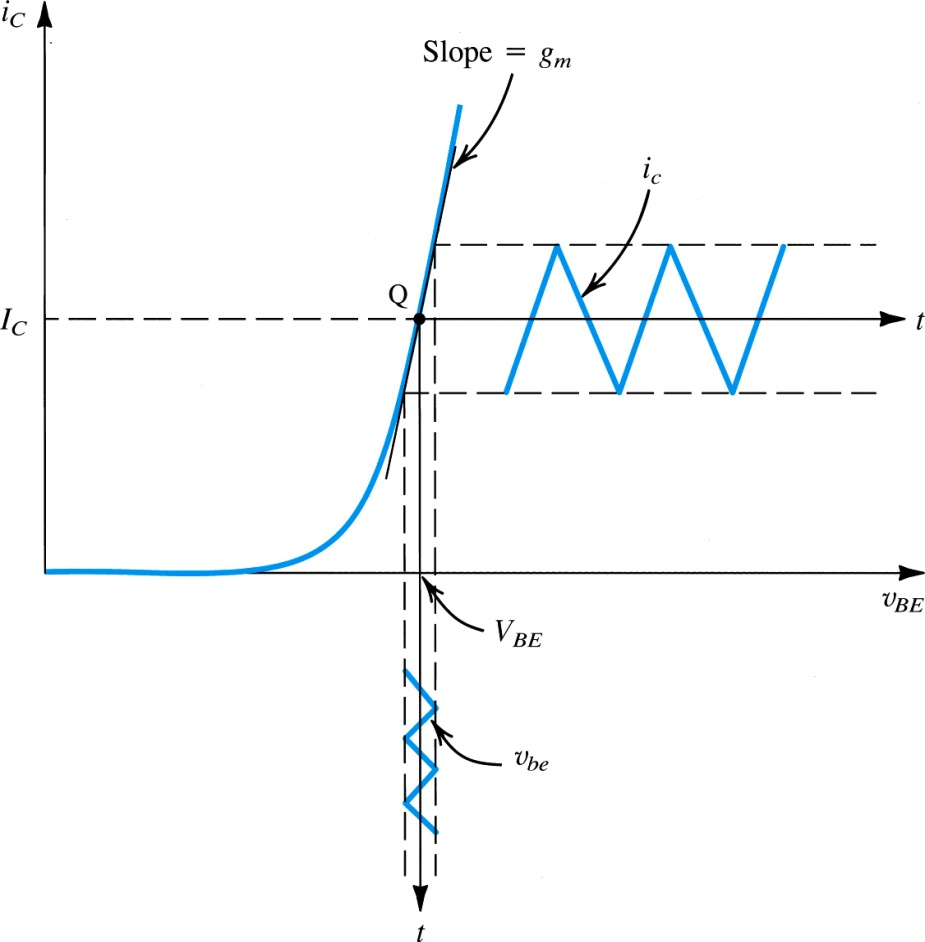 i_C
Slope = g_m
i_c
Q
I_C
t
v_BE
V_BE
v_be
t